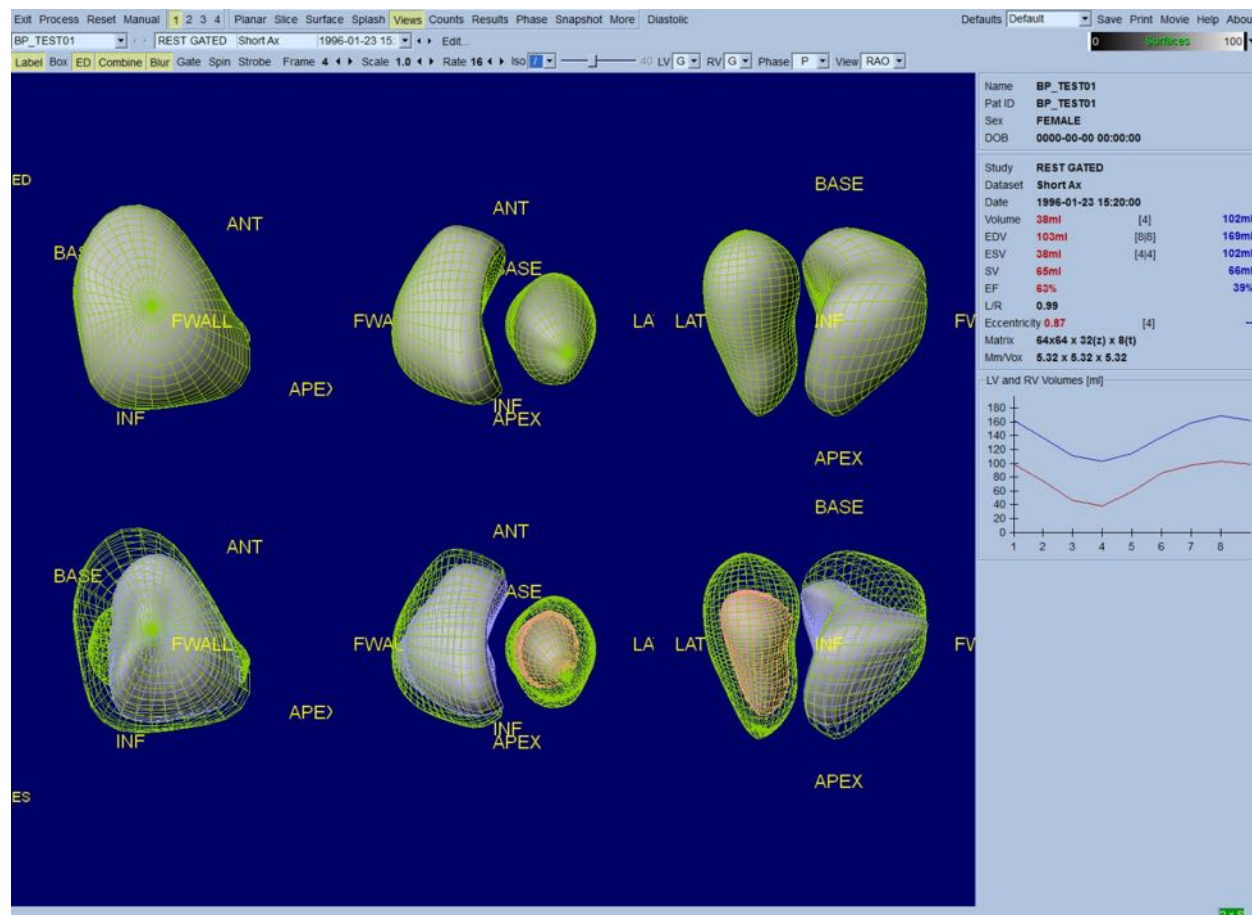 Exit Process Reset Manual 1 2 3 4 Planar Slice Surface Splash Views Counts Results Phase Snapshot More Diastolic Defaults Default Save Print Movie Help Abou
BP_TEST01 REST GATED Short Ax 1996-01-23 15: Edit...
0 Surfaces 100
Label Box ED Combine Blur Gate Spin Strobe Frame 4 Scale 1.0 Rate 16 Iso 40 LV G RV G Phase P View RAO
Name BP_TEST01
Pat ID BP_TEST01
Sex FEMALE
DOB 0000-00-00 00:00:00
Study REST GATED
Dataset Short Ax
Date 1996-01-23 15:20:00
Volume 38ml [4] 102ml
EDV 103ml [8|8] 169ml
ESV 38ml [4|4] 102ml
SV 65ml 66ml
EF 63% 39%
L/R 0.99
Eccentricity 0.87 [4] --
Matrix 64x64 x 32(z) x 8(t)
Mm/Vox 5.32 x 5.32 x 5.32
LV and RV Volumes [ml]
180
160
140
120
100
80
60
40
20
0
1 2 3 4 5 6 7 8
ED
BASE
ANT ANT
BAS BASE
FWALL FWA LA LAT INF FV
APEX
INF INF
APEX
APEX
BASE
ANT ANT
BASE ASE
FWALL FWAL LA LAT INF FV
APEX
INF INF
APEX
APEX
ES